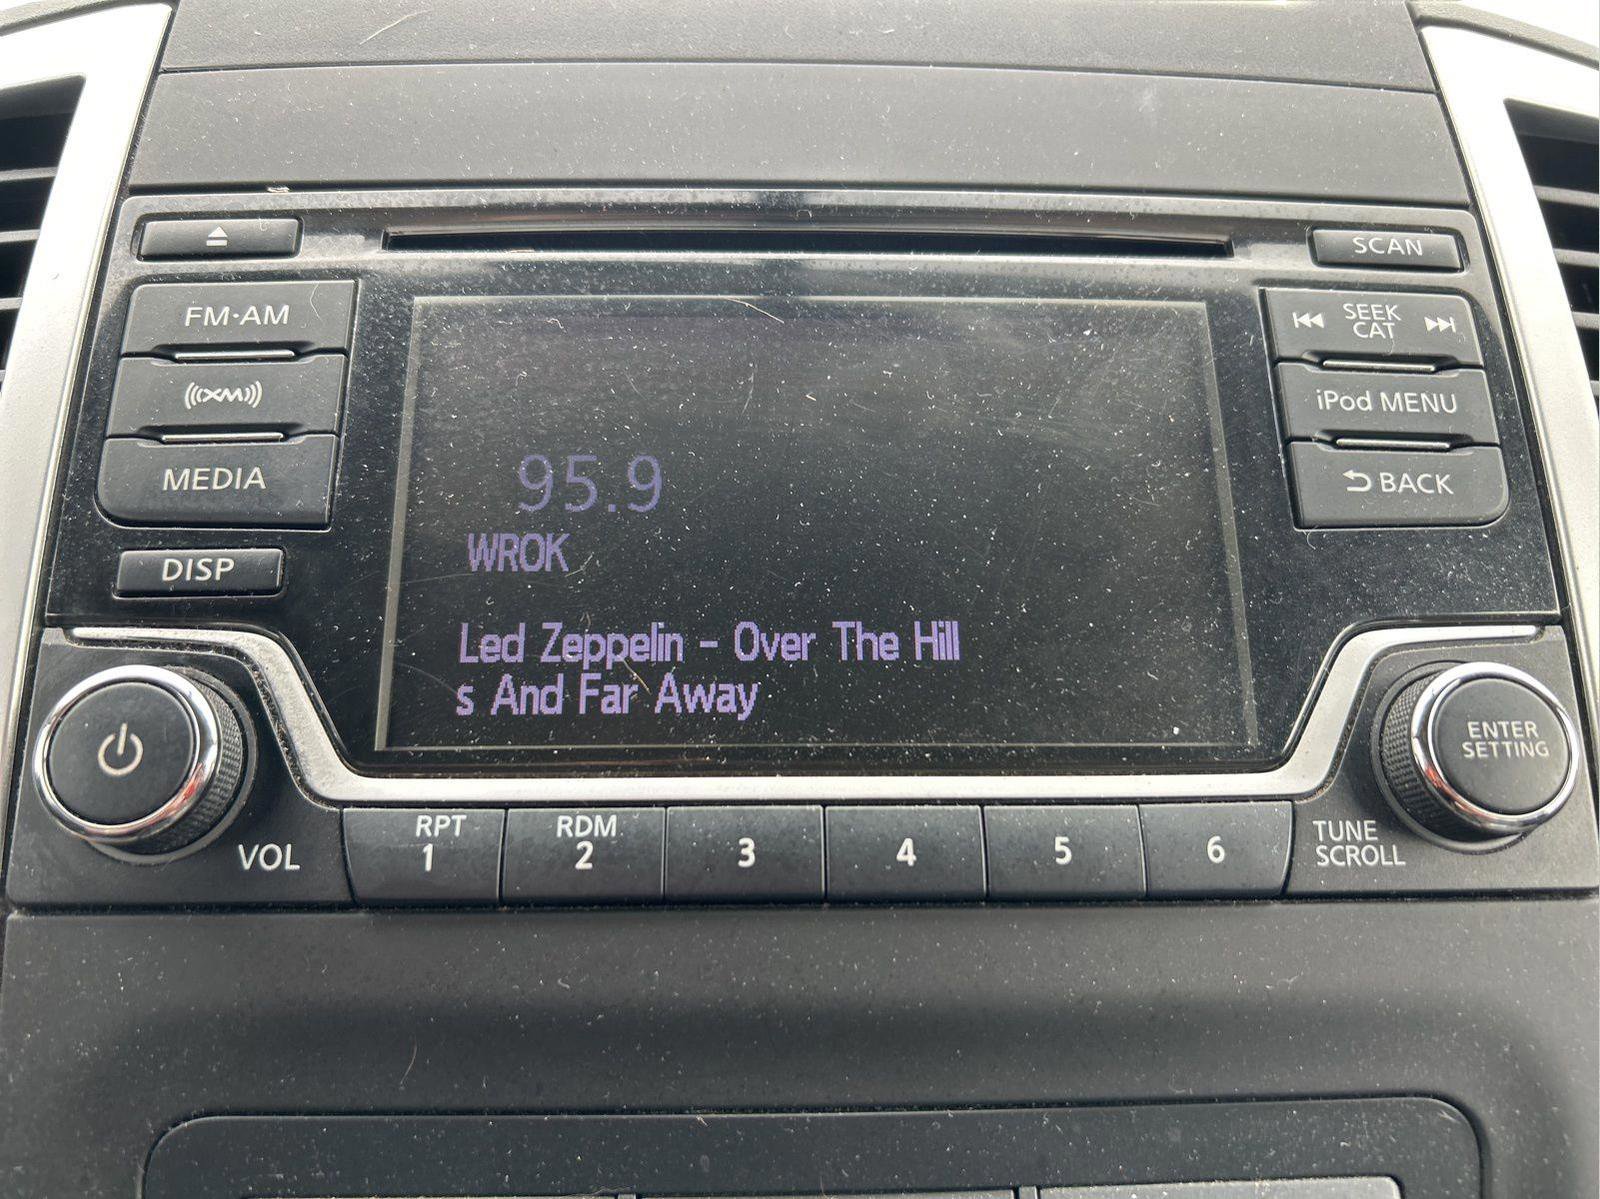 SCAN
FM·AM
SEEK
CAT
XM
iPod MENU
MEDIA
BACK
DISP
95.9
WROK
Led Zeppelin - Over The Hill
s And Far Away
ENTER
SETTING
VOL
RPT
1
RDM
2
3
4
5
6
TUNE
SCROLL